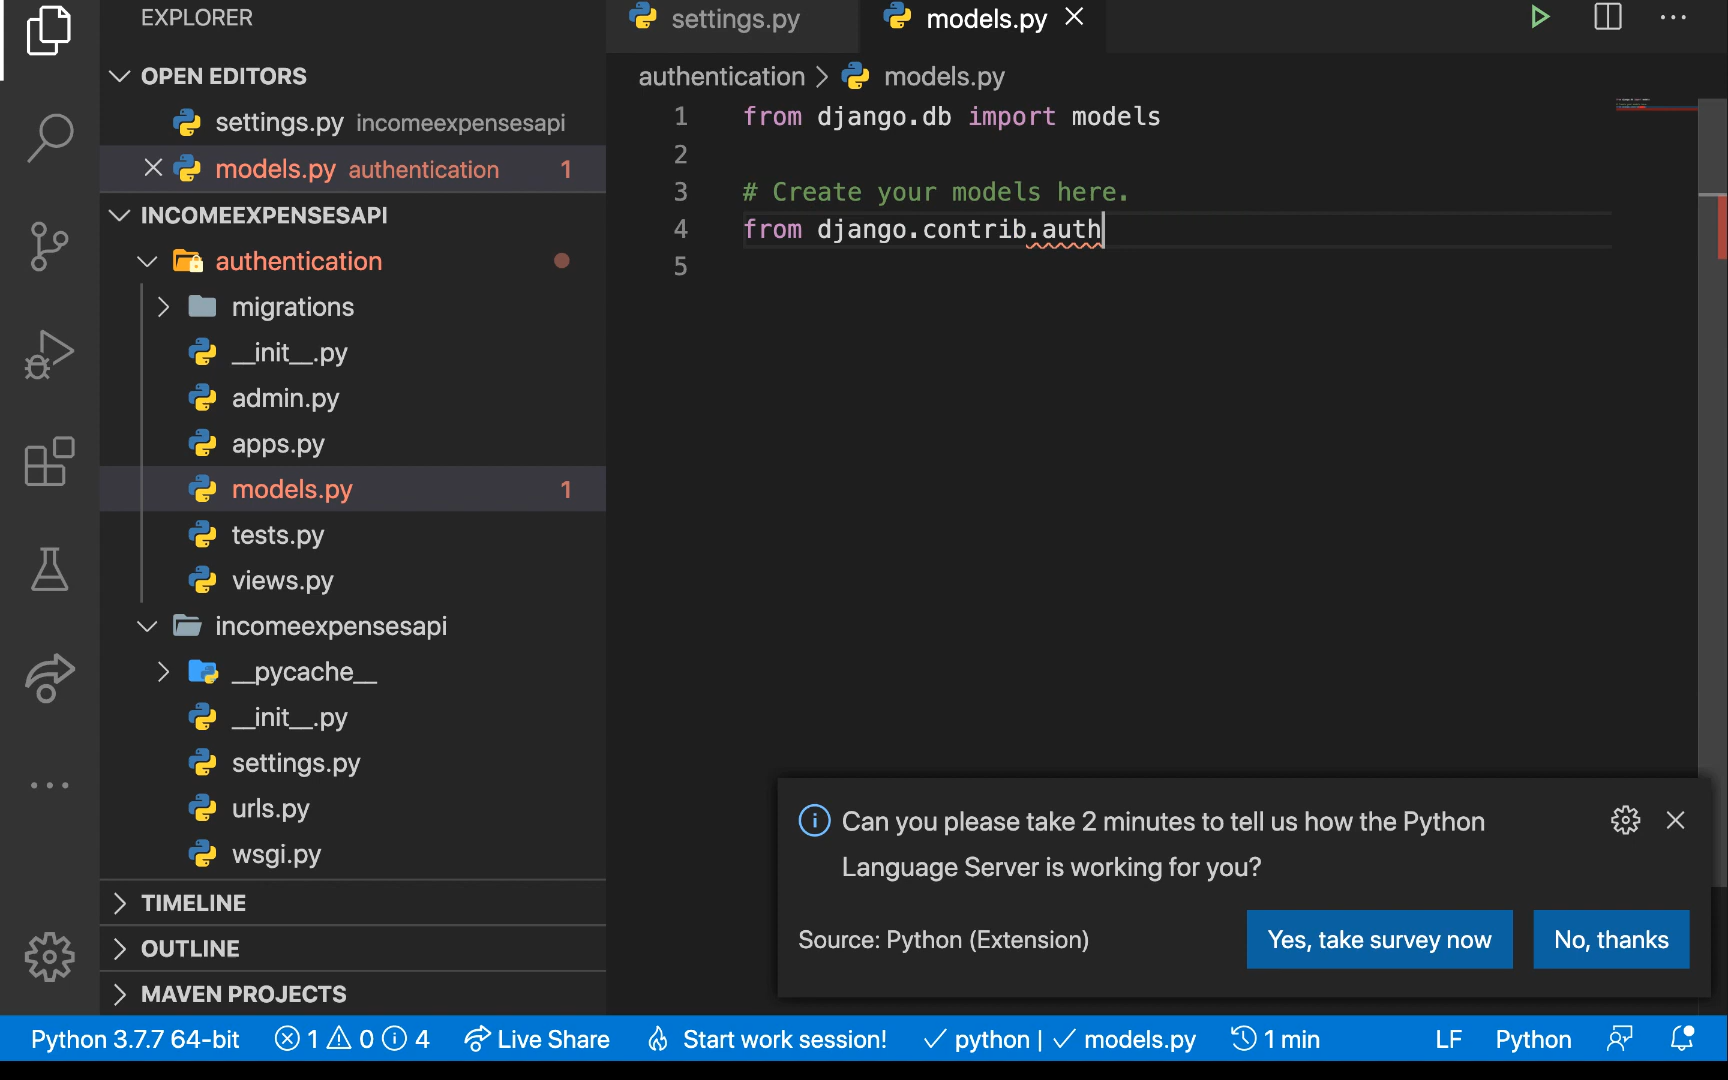 EXPLORER
OPEN EDITORS
settings.py incomeexpensesapi
models.py authentication 1
INCOMEEXPENSESAPI
authentication
migrations
__init__.py
admin.py
apps.py
models.py 1
tests.py
views.py
incomeexpensesapi
__pycache__
__init__.py
settings.py
urls.py
wsgi.py
TIMELINE
OUTLINE
MAVEN PROJECTS
settings.py
models.py
authentication > models.py
1 from django.db import models
2
3 # Create your models here.
4 from django.contrib.auth
5
Can you please take 2 minutes to tell us how the Python
Language Server is working for you?
Source: Python (Extension)
Yes, take survey now
No, thanks
Python 3.7.7 64-bit 1 0 4 Live Share Start work session! python | models.py 1 min LF Python